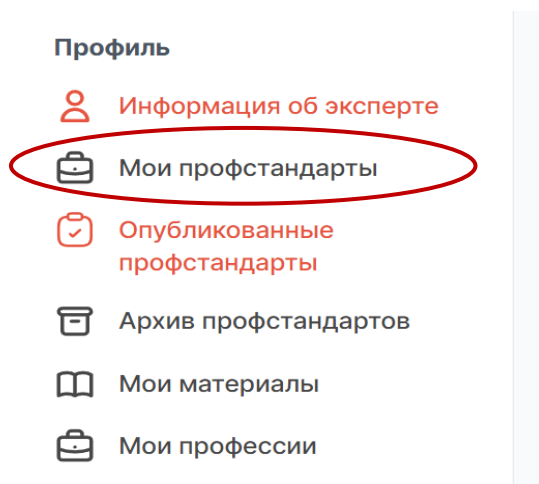 Профиль
Информация об эксперте
Мои профстандарты
Опубликованные
профстандарты
Архив профстандартов
Мои материалы
Мои профессии